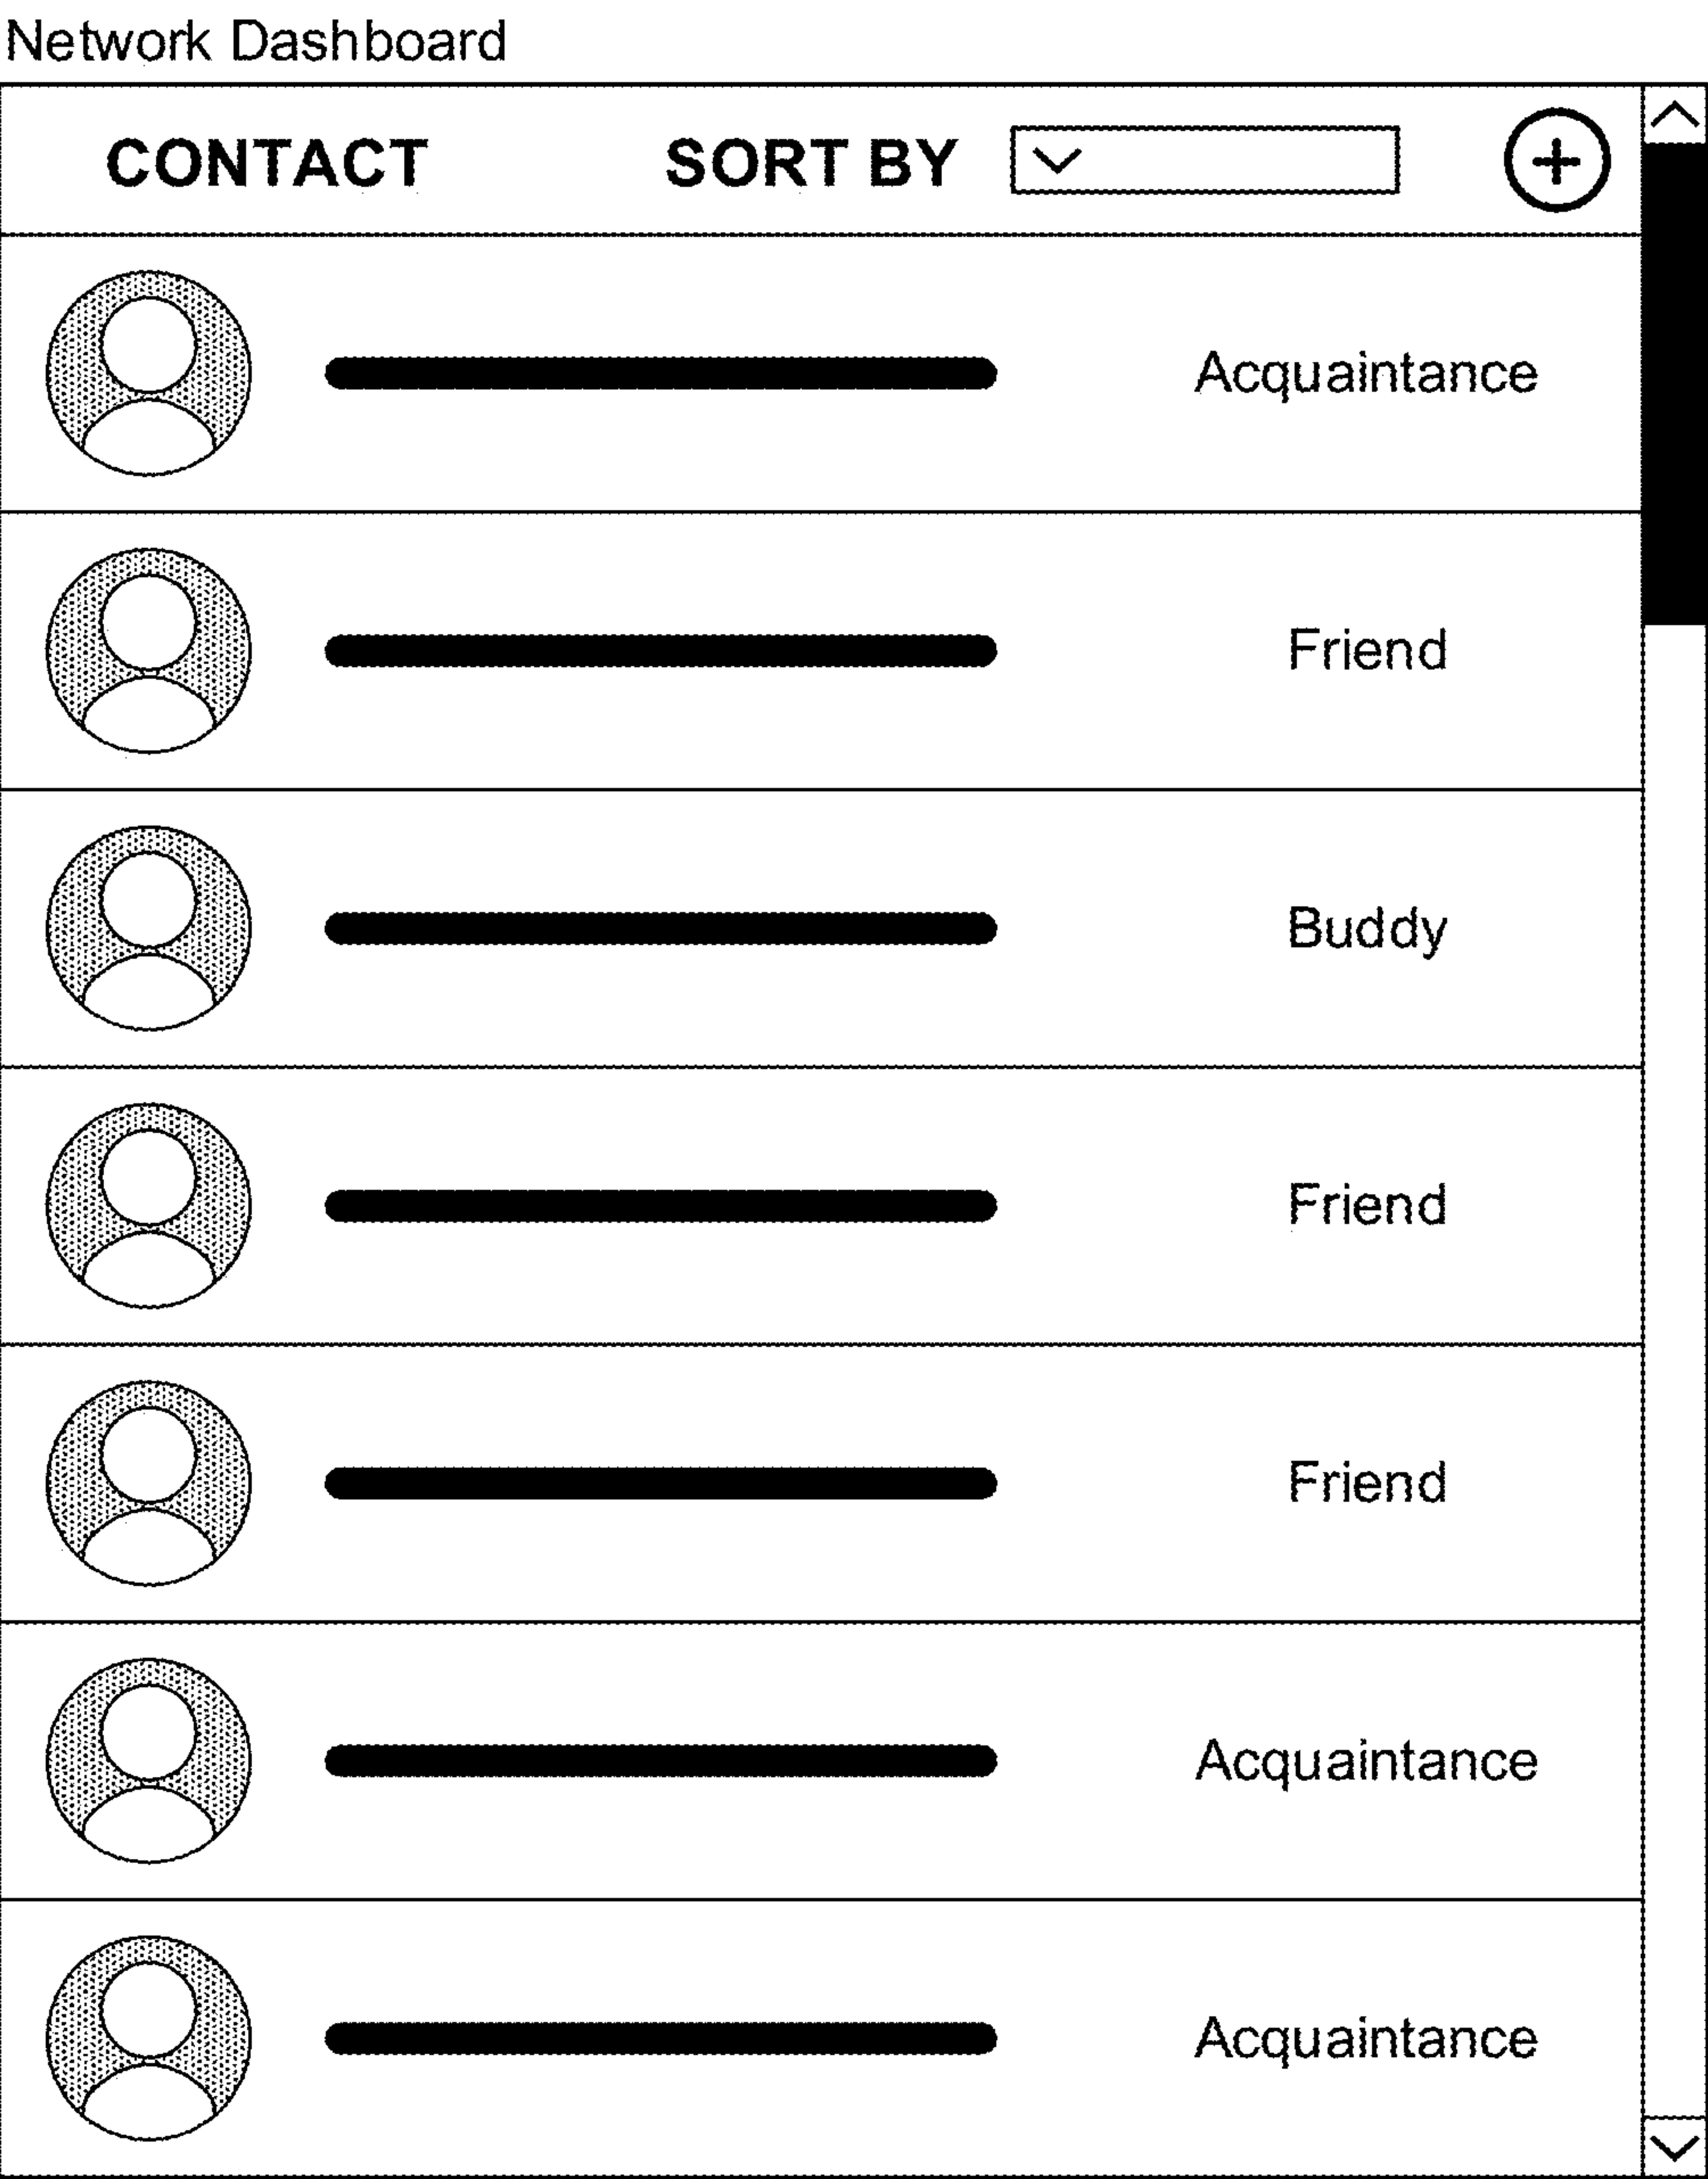 Network Dashboard
CONTACT SORT BY
Acquaintance
Friend
Buddy
Friend
Friend
Acquaintance
Acquaintance